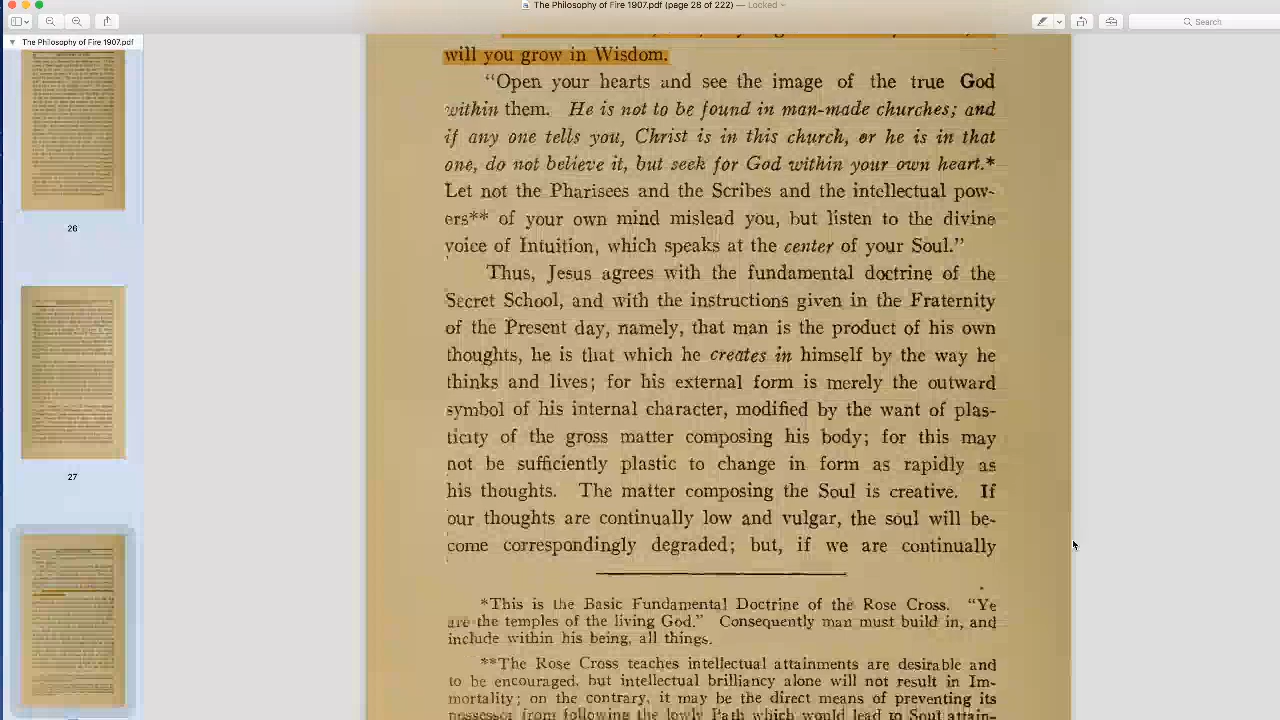 The Philosophy of Fire 1907.pdf (page 28 of 222) — Locked
Search
The Philosophy of Fire 1907.pdf
26
27
will you grow in Wisdom.
"Open your hearts and see the image of the true God
within them. He is not to be found in man-made churches; and
if any one tells you, Christ is in this church, or he is in that
one, do not believe it, but seek for God within your own heart.*
Let not the Pharisees and the Scribes and the intellectual pow-
ers** of your own mind mislead you, but listen to the divine
voice of Intuition, which speaks at the center of your Soul."
Thus, Jesus agrees with the fundamental doctrine of the
Secret School, and with the instructions given in the Fraternity
of the Present day, namely, that man is the product of his own
thoughts, he is that which he creates in himself by the way he
thinks and lives; for his external form is merely the outward
symbol of his internal character, modified by the want of plas-
ticity of the gross matter composing his body; for this may
not be sufficiently plastic to change in form as rapidly as
his thoughts. The matter composing the Soul is creative. If
our thoughts are continually low and vulgar, the soul will be-
come correspondingly degraded; but, if we are continually
This is the Basic Fundamental Doctrine of the Rose Cross. "Ye
are the temples of the living God." Consequently man must build in, and
include within his being, all things.
**The Rose Cross teaches intellectual attainments are desirable and
to be encouraged, but intellectual brilliancy alone will not result in Im-
mortality; on the contrary, it may be the direct means of preventing its
possessor from following the lowly Path which would lead to Soul attain-